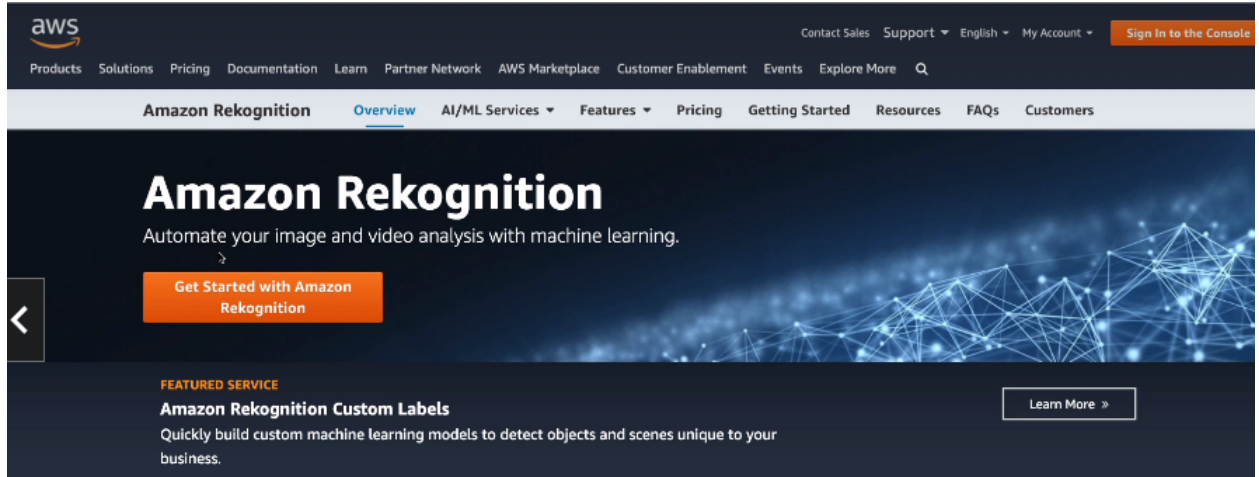 aws
Contact Sales Support English My Account Sign In to the Console
Products Solutions Pricing Documentation Learn Partner Network AWS Marketplace Customer Enablement Events Explore More
Amazon Rekognition Overview AI/ML Services Features Pricing Getting Started Resources FAQs Customers
Amazon Rekognition
Automate your image and video analysis with machine learning.
Get Started with Amazon
Rekognition
FEATURED SERVICE
Amazon Rekognition Custom Labels
Learn More »
Quickly build custom machine learning models to detect objects and scenes unique to your
business.